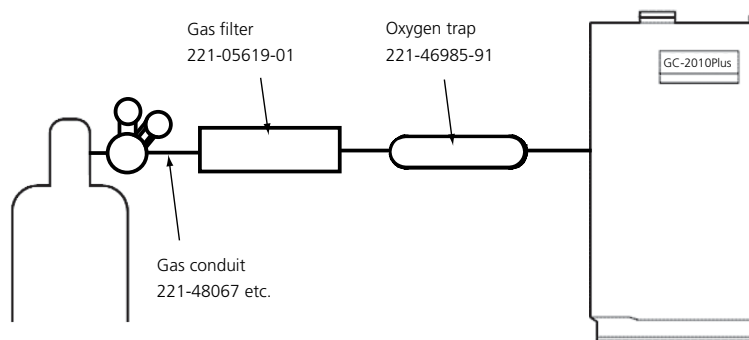 Gas filter
221-05619-01
Oxygen trap
221-46985-91
GC-2010Plus
Gas conduit
221-48067 etc.